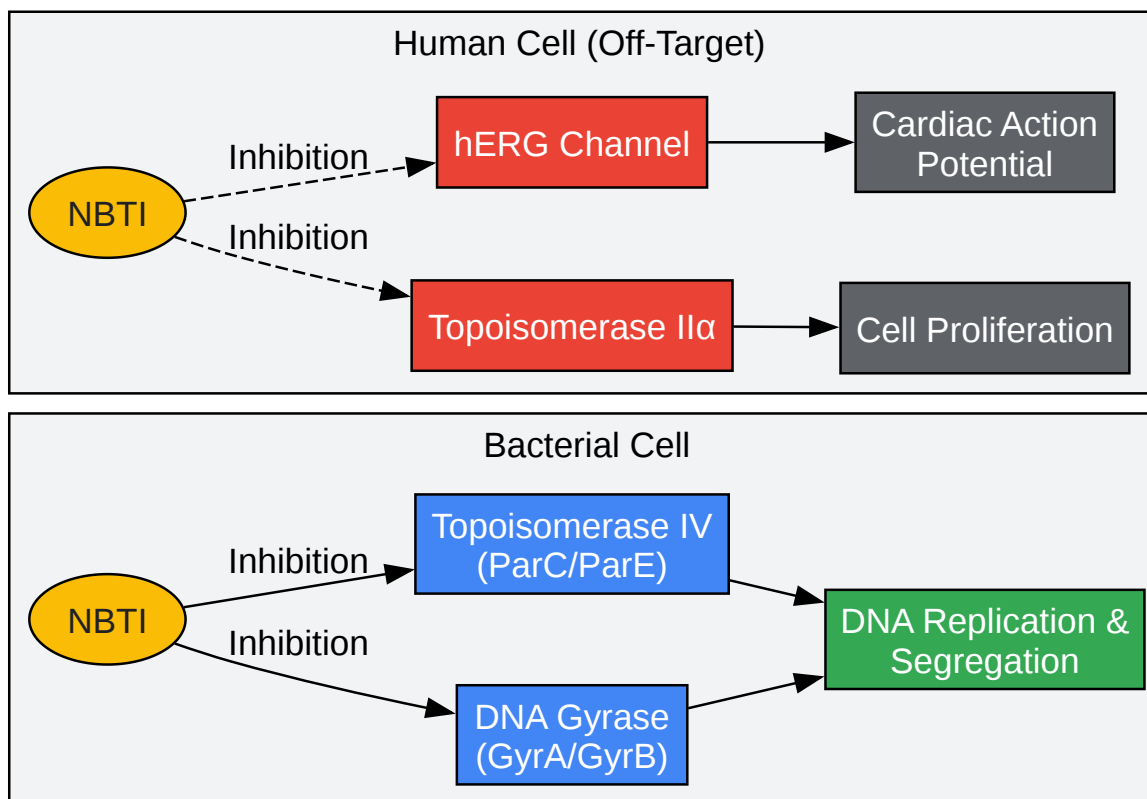 Human Cell (Off-Target)
NBTI
Inhibition
Inhibition
hERG Channel
Cardiac Action
Potential
Topoisomerase IIα
Cell Proliferation
Bacterial Cell
NBTI
Inhibition
Inhibition
Topoisomerase IV
(ParC/ParE)
DNA Replication &
Segregation
DNA Gyrase
(GyrA/GyrB)